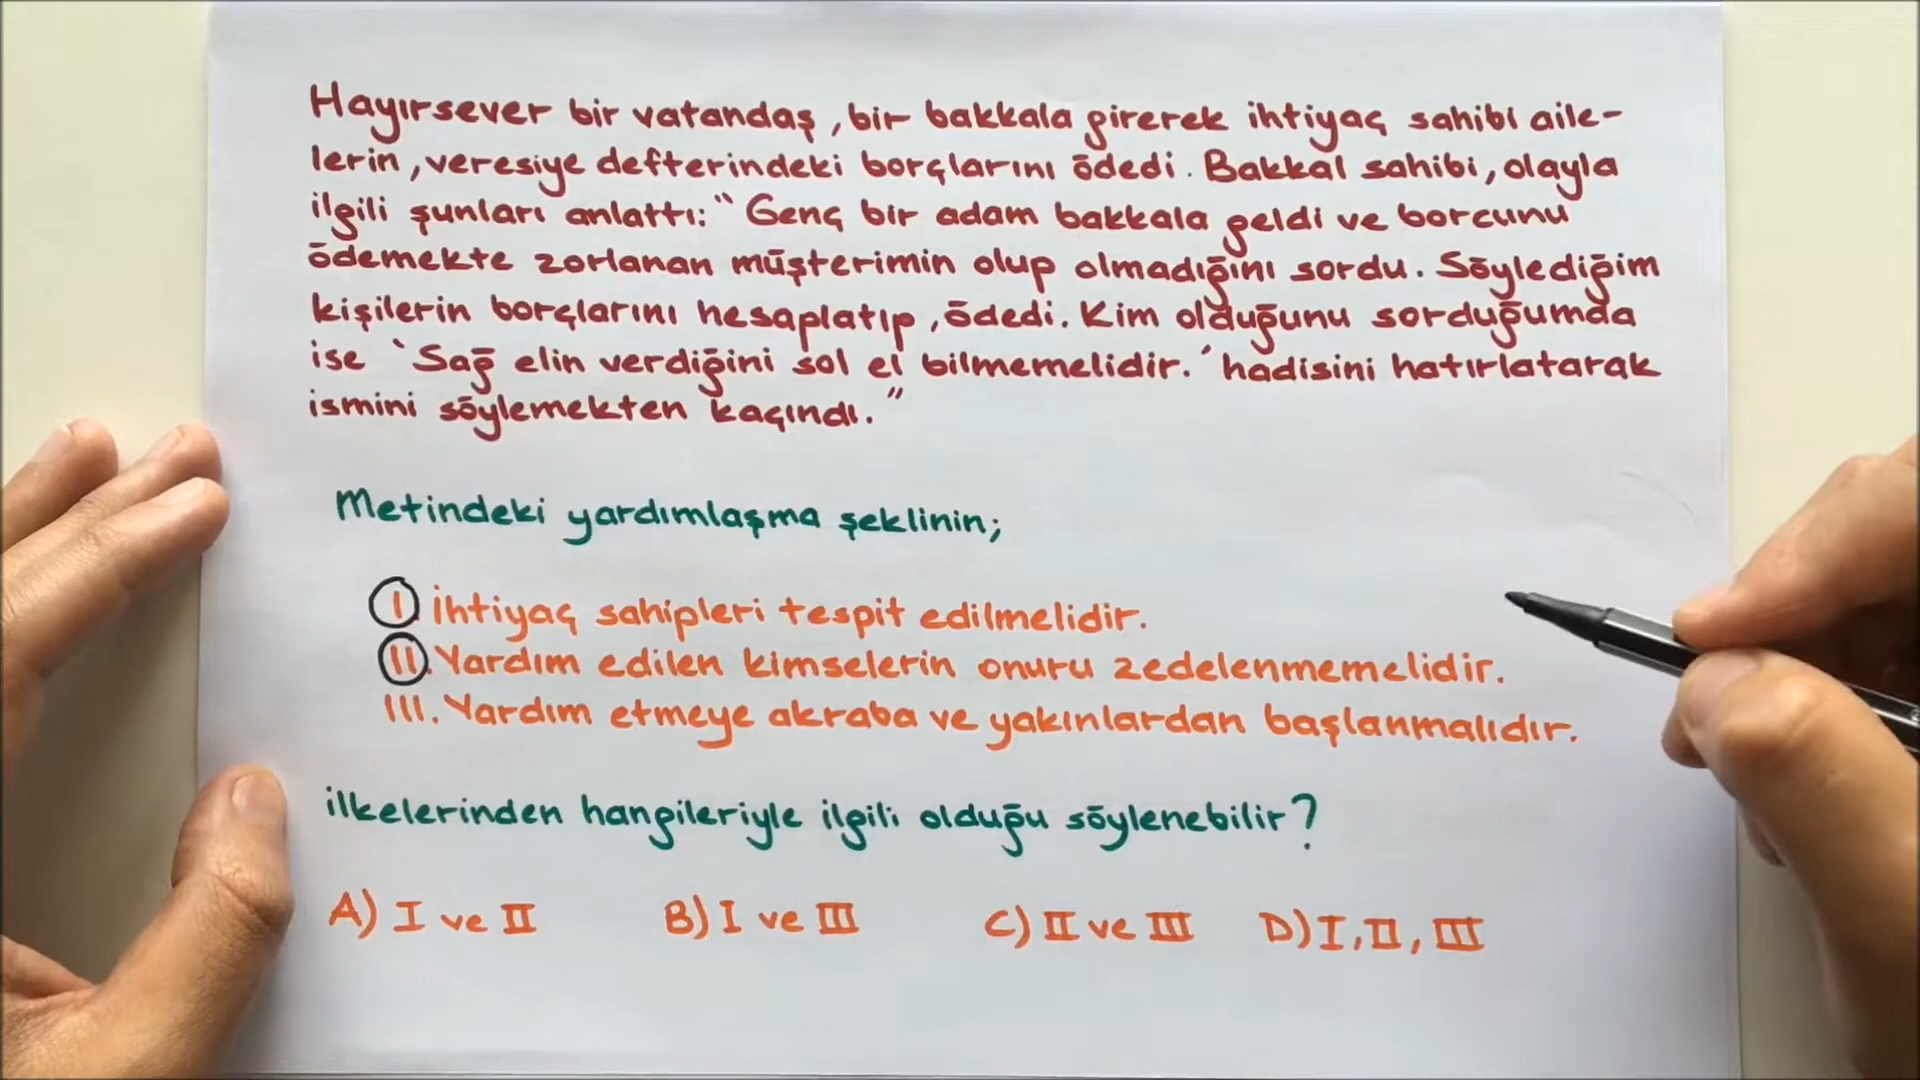 Hayırsever bir vatandaş, bir bakkala girerek ihtiyaç sahibi aile-
lerin, veresiye defterindeki borçlarını ödedi. Bakkal sahibi, olayla
ilgili şunları anlattı: "Genç bir adam bakkala geldi ve borcunu
ödemekte zorlanan müşterimin olup olmadığını sordu. Söylediğim
kişilerin borçlarını hesaplatıp, ödedi. Kim olduğunu sorduğumda
ise 'Sağ elin verdiğini sol el bilmemelidir.' hadisini hatırlatarak
ismini söylemekten kaçındı."
Metindeki yardımlaşma şeklinin;
I. İhtiyaç sahipleri tespit edilmelidir.
II. Yardım edilen kimselerin onuru zedelenmemelidir.
III. Yardım etmeye akraba ve yakınlardan başlanmalıdır.
ilkelerinden hangileriyle ilgili olduğu söylenebilir?
A) I ve II B) I ve III C) II ve III D) I, II, III